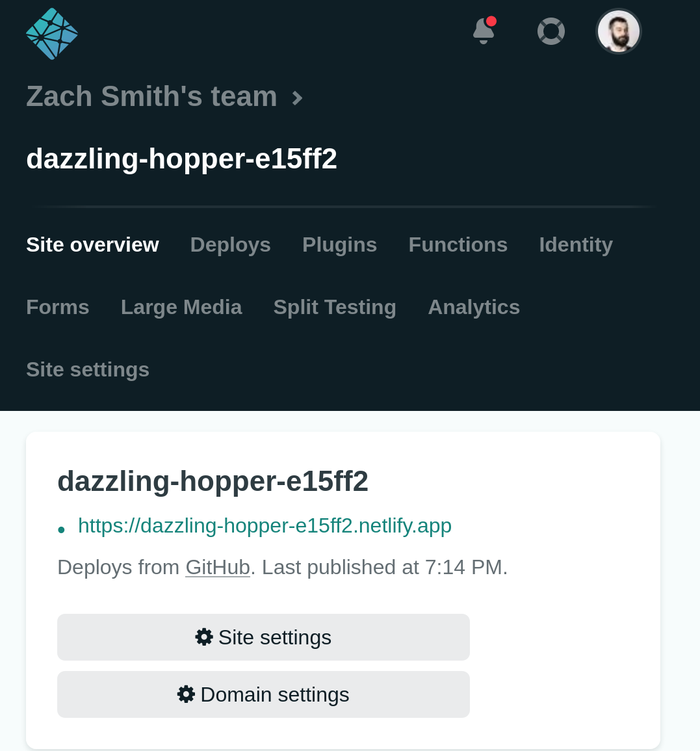 Zach Smith's team
dazzling-hopper-e15ff2
Site overview Deploys Plugins Functions Identity
Forms Large Media Split Testing Analytics
Site settings
dazzling-hopper-e15ff2
https://dazzling-hopper-e15ff2.netlify.app
Deploys from GitHub. Last published at 7:14 PM.
Site settings
Domain settings